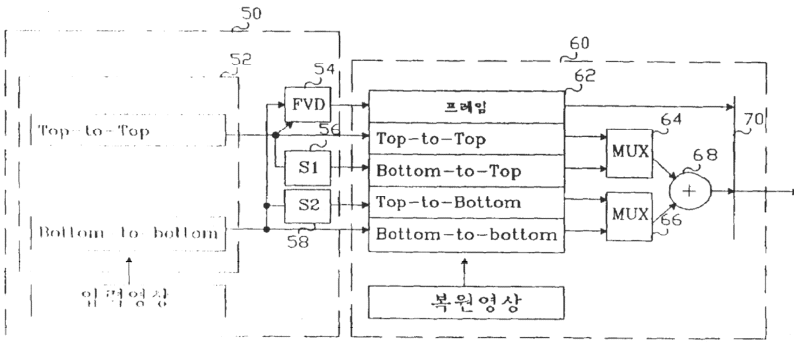 50
60
52
54
62
FVD
프레임
70
Top-to-Top
56
Top-to-Top
64
MUX
68
S1
Bottom-to-Top
+
S2
Top-to-Bottom
MUX
66
Bottom-to-bottom
58
Bottom-to-bottom
입력영상
복원영상